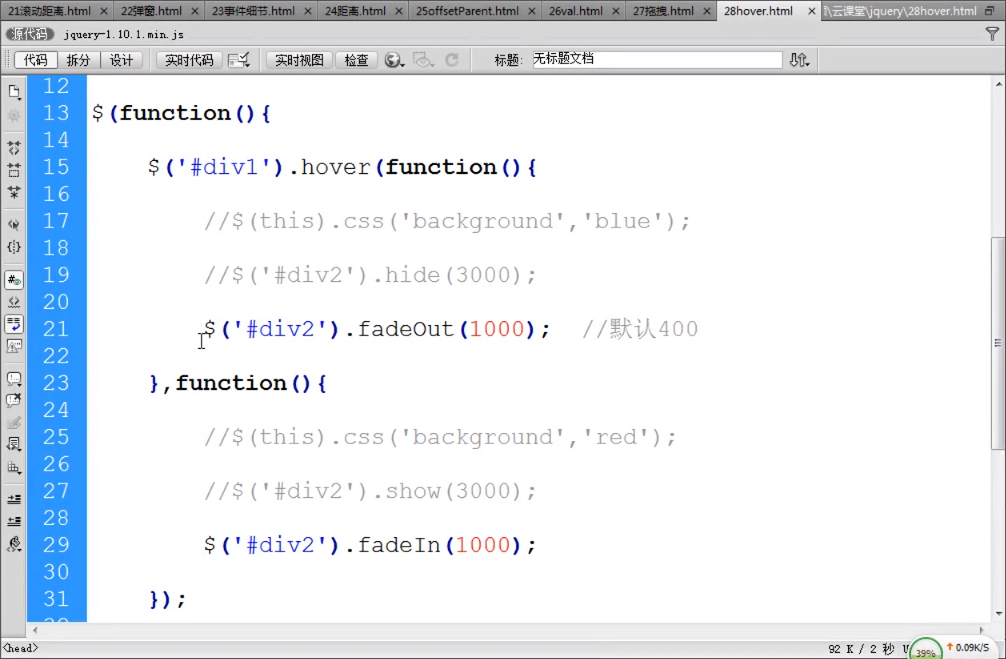 21滚动距离.html × 22弹窗.html × 23事件细节.html × 24距离.html × 25offsetParent.html × 26val.html × 27拖拽.html × 28hover.html × \云课堂\jquery\28hover.html
源代码 jquery-1.10.1.min.js
代码 拆分 设计 实时代码 实时视图 检查 标题: 无标题文档
12
13 $(function(){
14
15 $('#div1').hover(function(){
16
17 //$(this).css('background','blue');
18
19 //$('#div2').hide(3000);
20
21 $('#div2').fadeOut(1000); //默认400
22
23 },function(){
24
25 //$(this).css('background','red');
26
27 //$('#div2').show(3000);
28
29 $('#div2').fadeIn(1000);
30
31 });
<head> 92 K / 2 秒 39% 0.09K/S